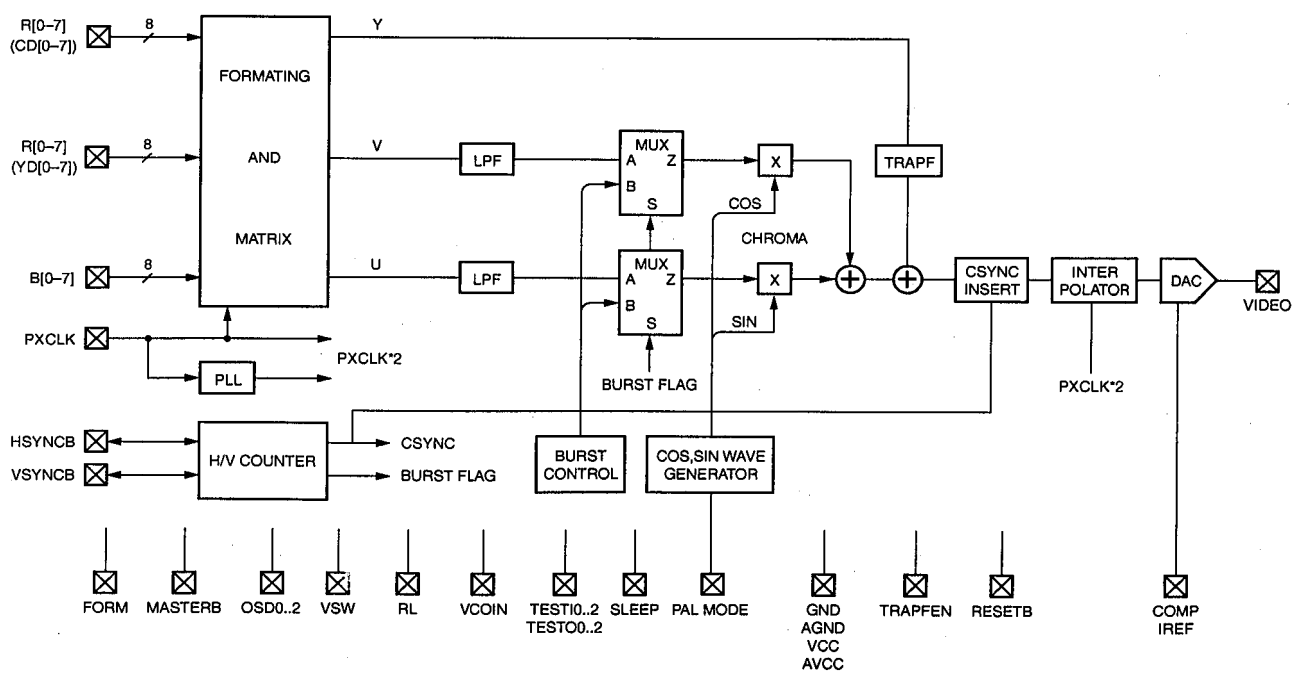 R[0–7]
(CD[0–7])
8
Y
FORMATING
AND
MATRIX
R[0–7]
(YD[0–7])
8
V
LPF
MUX
A
Z
B
S
X
COS
TRAPF
CHROMA
B[0–7]
8
U
LPF
MUX
A
Z
B
S
X
SIN
+
+
CSYNC
INSERT
INTER
POLATOR
DAC
VIDEO
PXCLK
PXCLK*2
PLL
BURST FLAG
PXCLK*2
HSYNCB
VSYNCB
H/V COUNTER
CSYNC
BURST FLAG
BURST
CONTROL
COS,SIN WAVE
GENERATOR
FORM
MASTERB
OSD0..2
VSW
RL
VCOIN
TESTI0..2
TESTO0..2
SLEEP
PAL MODE
GND
AGND
VCC
AVCC
TRAPFEN
RESETB
COMP
IREF